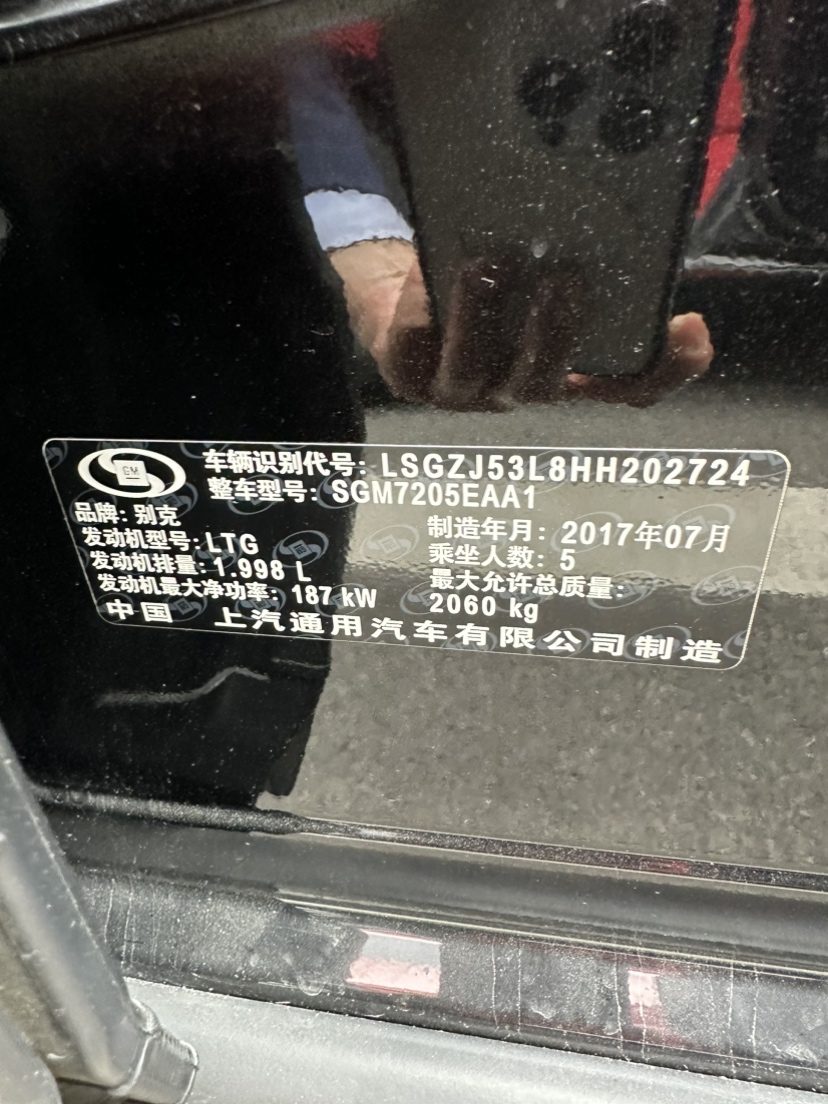 GM
车辆识别代号: LSGZJ53L8HH202724
整车型号: SGM7205EAA1
品牌: 别克
制造年月: 2017年07月
发动机型号: LTG
乘坐人数: 5
发动机排量: 1.998 L
最大允许总质量:
发动机最大净功率: 187 kW
2060 kg
中国 上汽通用汽车有限公司制造